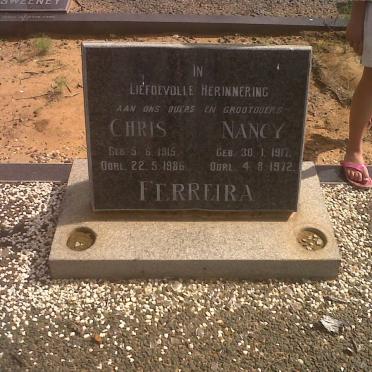 SWEENEY
IN
LIEFDEVOLLE HERINNERING
AAN ONS OUERS EN GROOTOUERS
CHRIS NANCY
GEB. 5. 6. 1915. GEB. 30. 1. 1917.
OORL. 22. 5. 1986. OORL. 4. 8. 1972.
FERREIRA